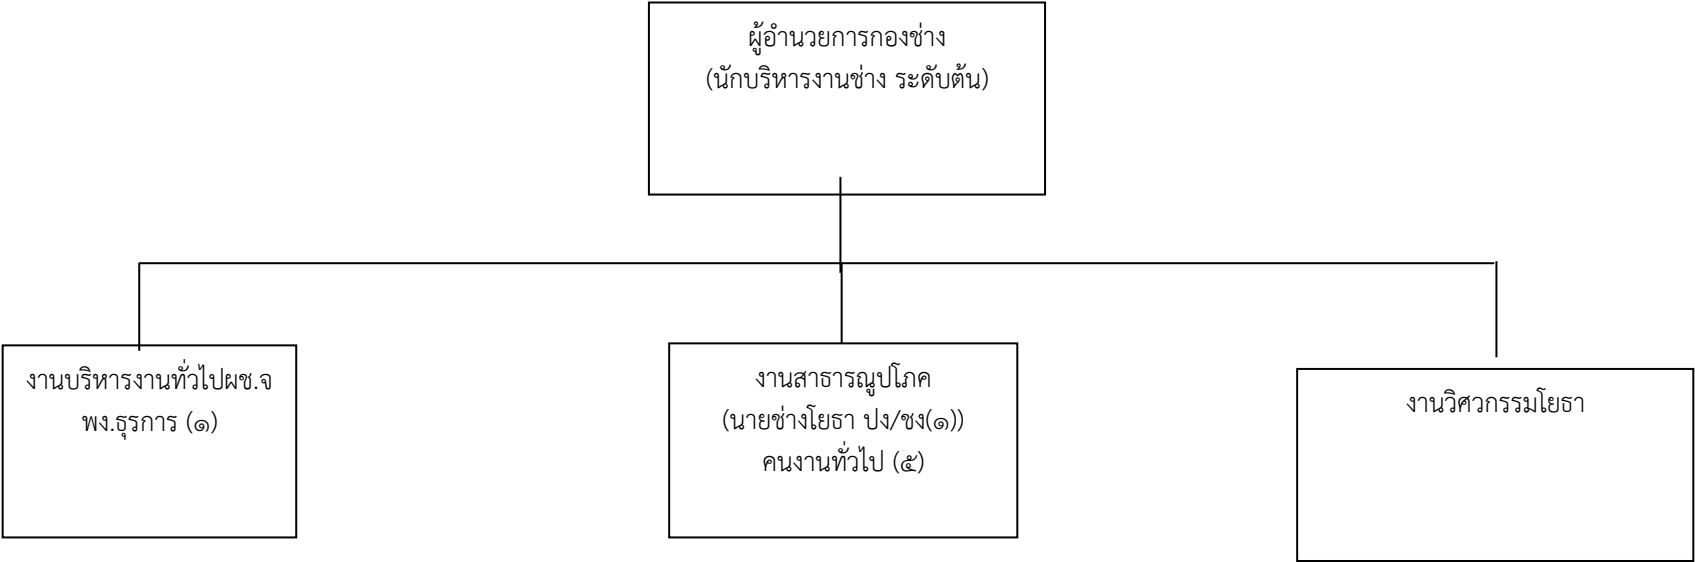 ผู้อำนวยการกองช่าง
(นักบริหารงานช่าง ระดับต้น)
งานบริหารงานทั่วไปผช.จ
พง.ธุรการ (๑)
งานสาธารณูปโภค
(นายช่างโยธา ปง/ชง(๑))
คนงานทั่วไป (๕)
งานวิศวกรรมโยธา